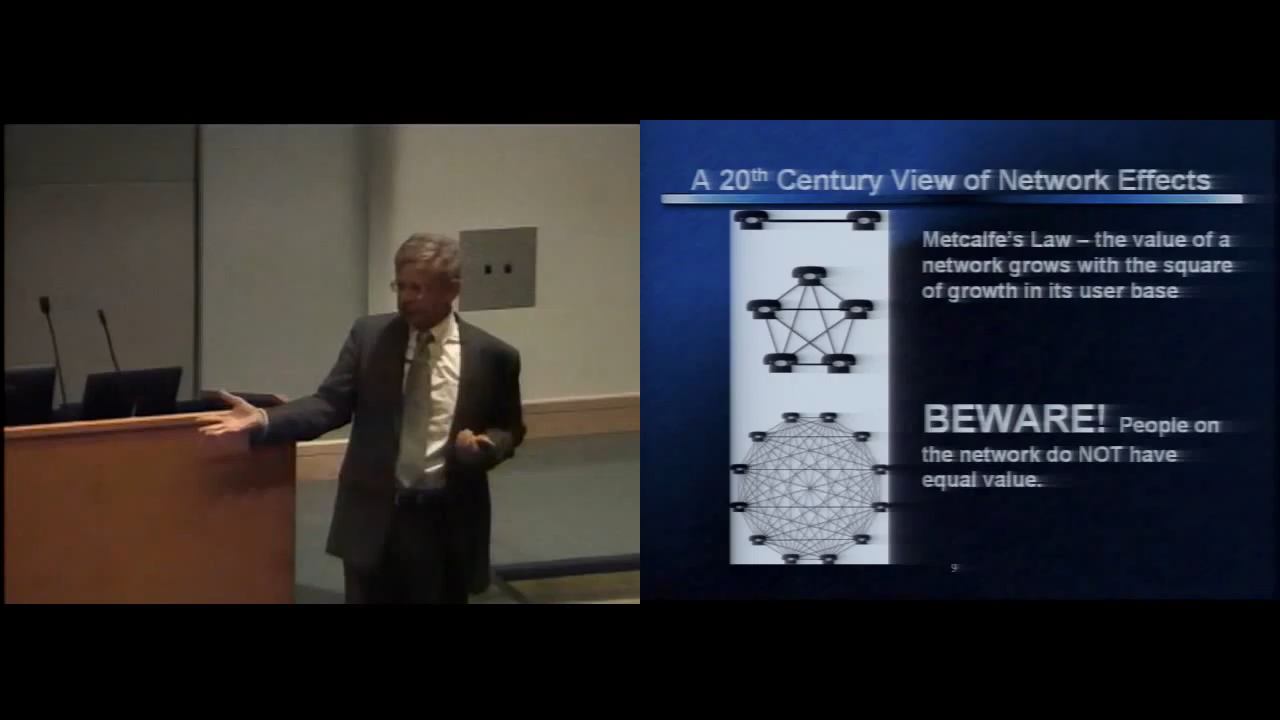 A 20th Century View of Network Effects
Metcalfe's Law – the value of a
network grows with the square
of growth in its user base
BEWARE! People on
the network do NOT have
equal value.
9